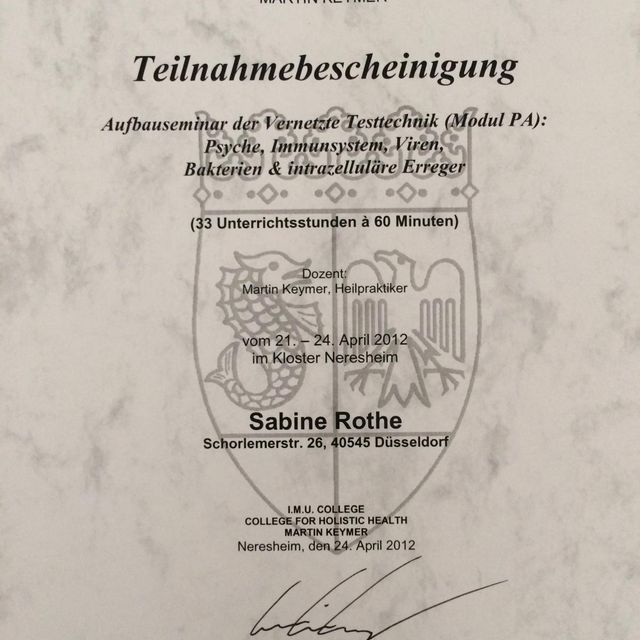 MARTIN KEYMER
Teilnahmebescheinigung
Aufbauseminar der Vernetzte Testtechnik (Modul PA):
Psyche, Immunsystem, Viren,
Bakterien & intrazelluläre Erreger
(33 Unterrichtsstunden à 60 Minuten)
Dozent:
Martin Keymer, Heilpraktiker
vom 21. – 24. April 2012
im Kloster Neresheim
Sabine Rothe
Schorlemerstr. 26, 40545 Düsseldorf
I.M.U. COLLEGE
COLLEGE FOR HOLISTIC HEALTH
MARTIN KEYMER
Neresheim, den 24. April 2012